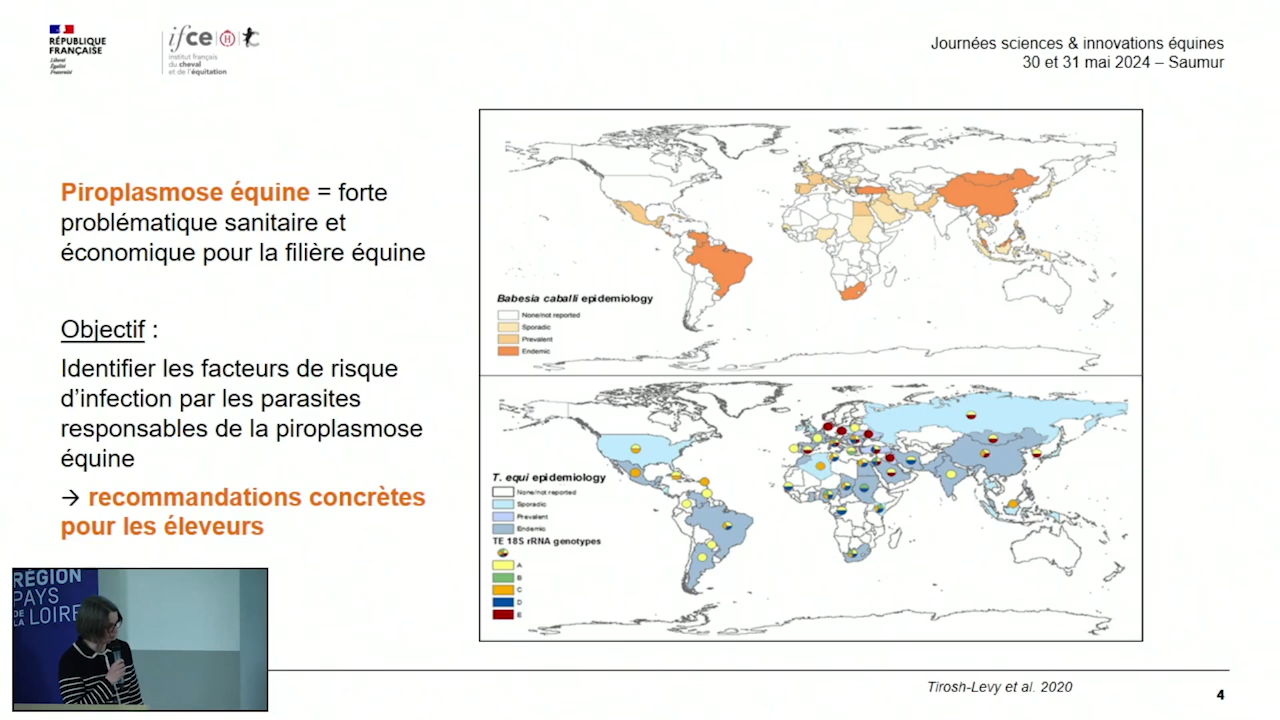 RÉPUBLIQUE
FRANÇAISE
Liberté
Égalité
Fraternité
ifce
institut français
du cheval
et de l'équitation
Journées sciences & innovations équines
30 et 31 mai 2024 – Saumur
Piroplasmose équine = forte
problématique sanitaire et
économique pour la filière équine
Objectif :
Identifier les facteurs de risque
d'infection par les parasites
responsables de la piroplasmose
équine
→ recommandations concrètes
pour les éleveurs
Babesia caballi epidemiology
None/not reported
Sporadic
Prevalent
Endemic
T. equi epidemiology
None/not reported
Sporadic
Prevalent
Endemic
TE 18S rRNA genotypes
A
B
C
D
E
RÉGION
PAYS
DE LA LOIRE
Tirosh-Levy et al. 2020
4